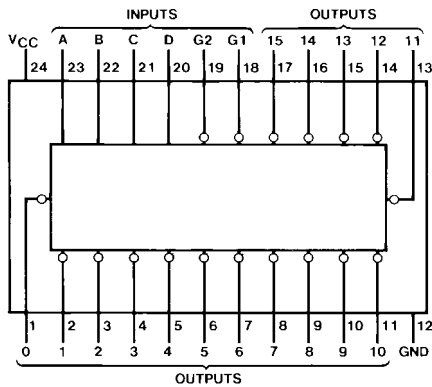 INPUTS OUTPUTS
VCC A B C D G2 G1 15 14 13 12 11
24 23 22 21 20 19 18 17 16 15 14 13
1 2 3 4 5 6 7 8 9 10 11 12
0 1 2 3 4 5 6 7 8 9 10 GND
OUTPUTS